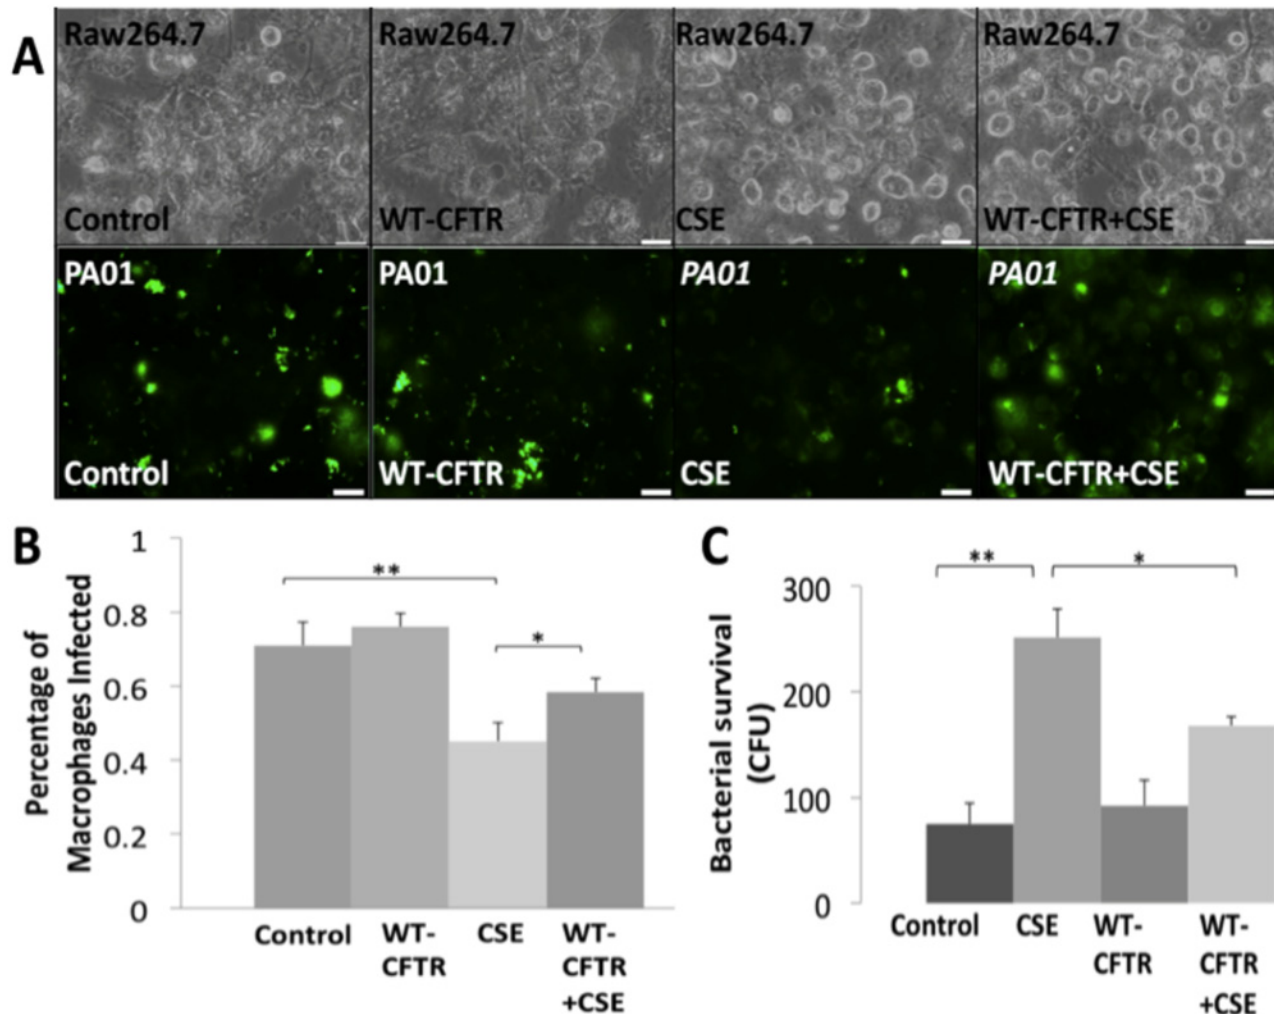 A
Raw264.7
Raw264.7
Raw264.7
Raw264.7
Control
WT-CFTR
CSE
WT-CFTR+CSE
PA01
PA01
PA01
PA01
Control
WT-CFTR
CSE
WT-CFTR+CSE
B
Percentage of
Macrophages Infected
1
0.8
0.6
0.4
0.2
0
**
*
Control
WT-
CFTR
CSE
WT-
CFTR
+CSE
C
Bacterial survival
(CFU)
300
200
100
0
**
*
Control
CSE
WT-
CFTR
WT-
CFTR
+CSE